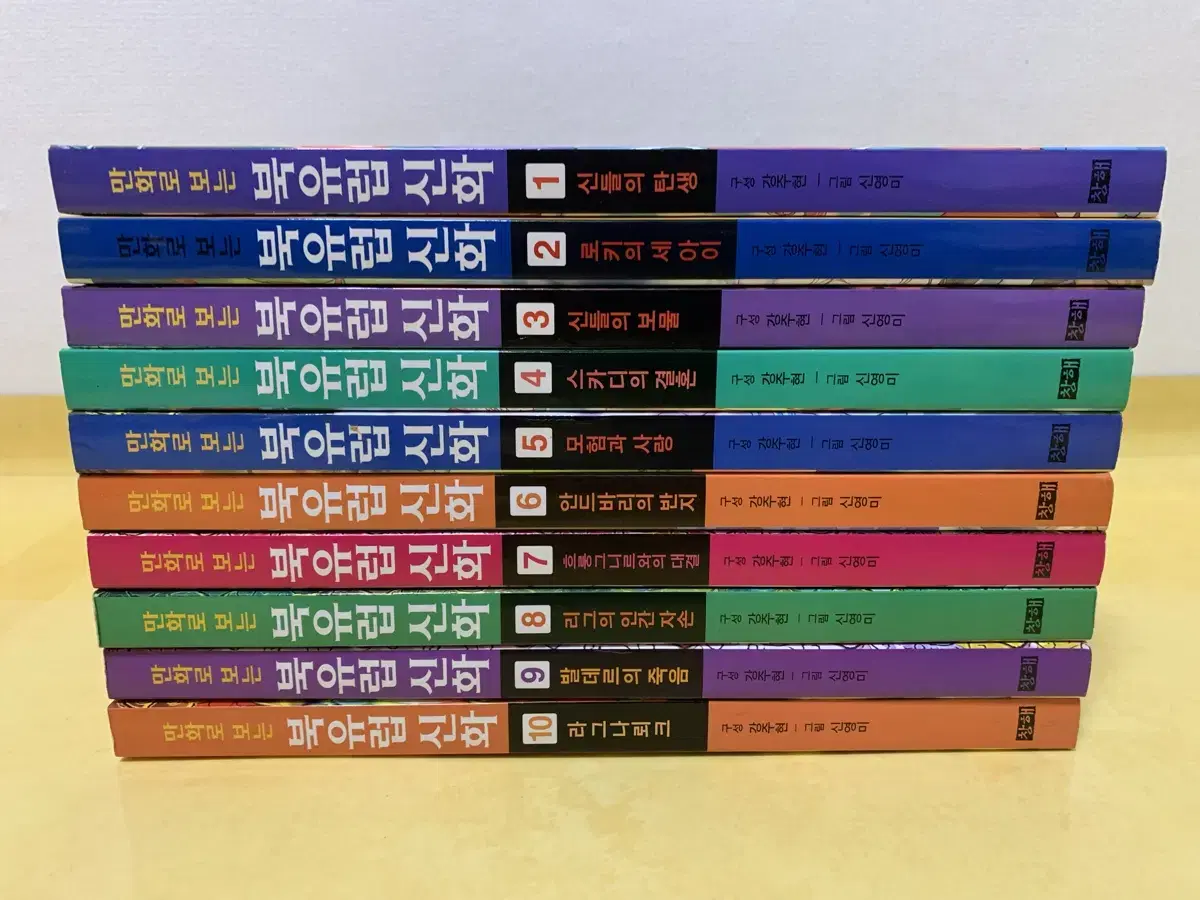 만화로 보는 북유럽 신화 1 신들의 탄생 구성 강주현 – 그림 신영미 창해
만화로 보는 북유럽 신화 2 로키의 세 아이 구성 강주현 – 그림 신영미 창해
만화로 보는 북유럽 신화 3 신들의 보물 구성 강주현 – 그림 신영미 창해
만화로 보는 북유럽 신화 4 스카디의 결혼 구성 강주현 – 그림 신영미 창해
만화로 보는 북유럽 신화 5 모험과 사랑 구성 강주현 – 그림 신영미 창해
만화로 보는 북유럽 신화 6 안드바리의 반지 구성 강주현 – 그림 신영미 창해
만화로 보는 북유럽 신화 7 흐룽그니르와의 대결 구성 강주현 – 그림 신영미 창해
만화로 보는 북유럽 신화 8 리그의 인간 자손 구성 강주현 – 그림 신영미 창해
만화로 보는 북유럽 신화 9 발데르의 죽음 구성 강주현 – 그림 신영미 창해
만화로 보는 북유럽 신화 10 라그나뢰크 구성 강주현 – 그림 신영미 창해